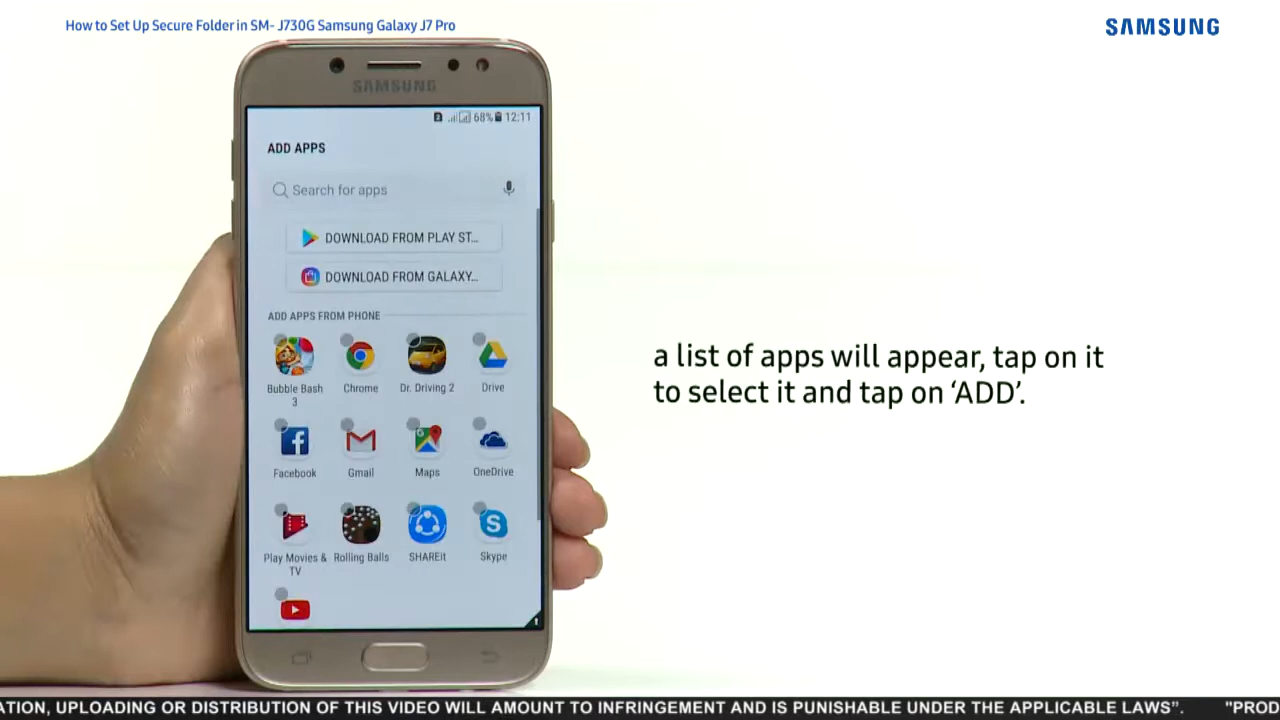 How to Set Up Secure Folder in SM- J730G Samsung Galaxy J7 Pro
SAMSUNG
SAMSUNG
68% 12:11
ADD APPS
Search for apps
DOWNLOAD FROM PLAY ST...
DOWNLOAD FROM GALAXY...
ADD APPS FROM PHONE
Bubble Bash 3
Chrome
Dr. Driving 2
Drive
Facebook
Gmail
Maps
OneDrive
Play Movies & TV
Rolling Balls
SHAREit
Skype
a list of apps will appear, tap on it
to select it and tap on ‘ADD’.
ATION, UPLOADING OR DISTRIBUTION OF THIS VIDEO WILL AMOUNT TO INFRINGEMENT AND IS PUNISHABLE UNDER THE APPLICABLE LAWS”. "PROD